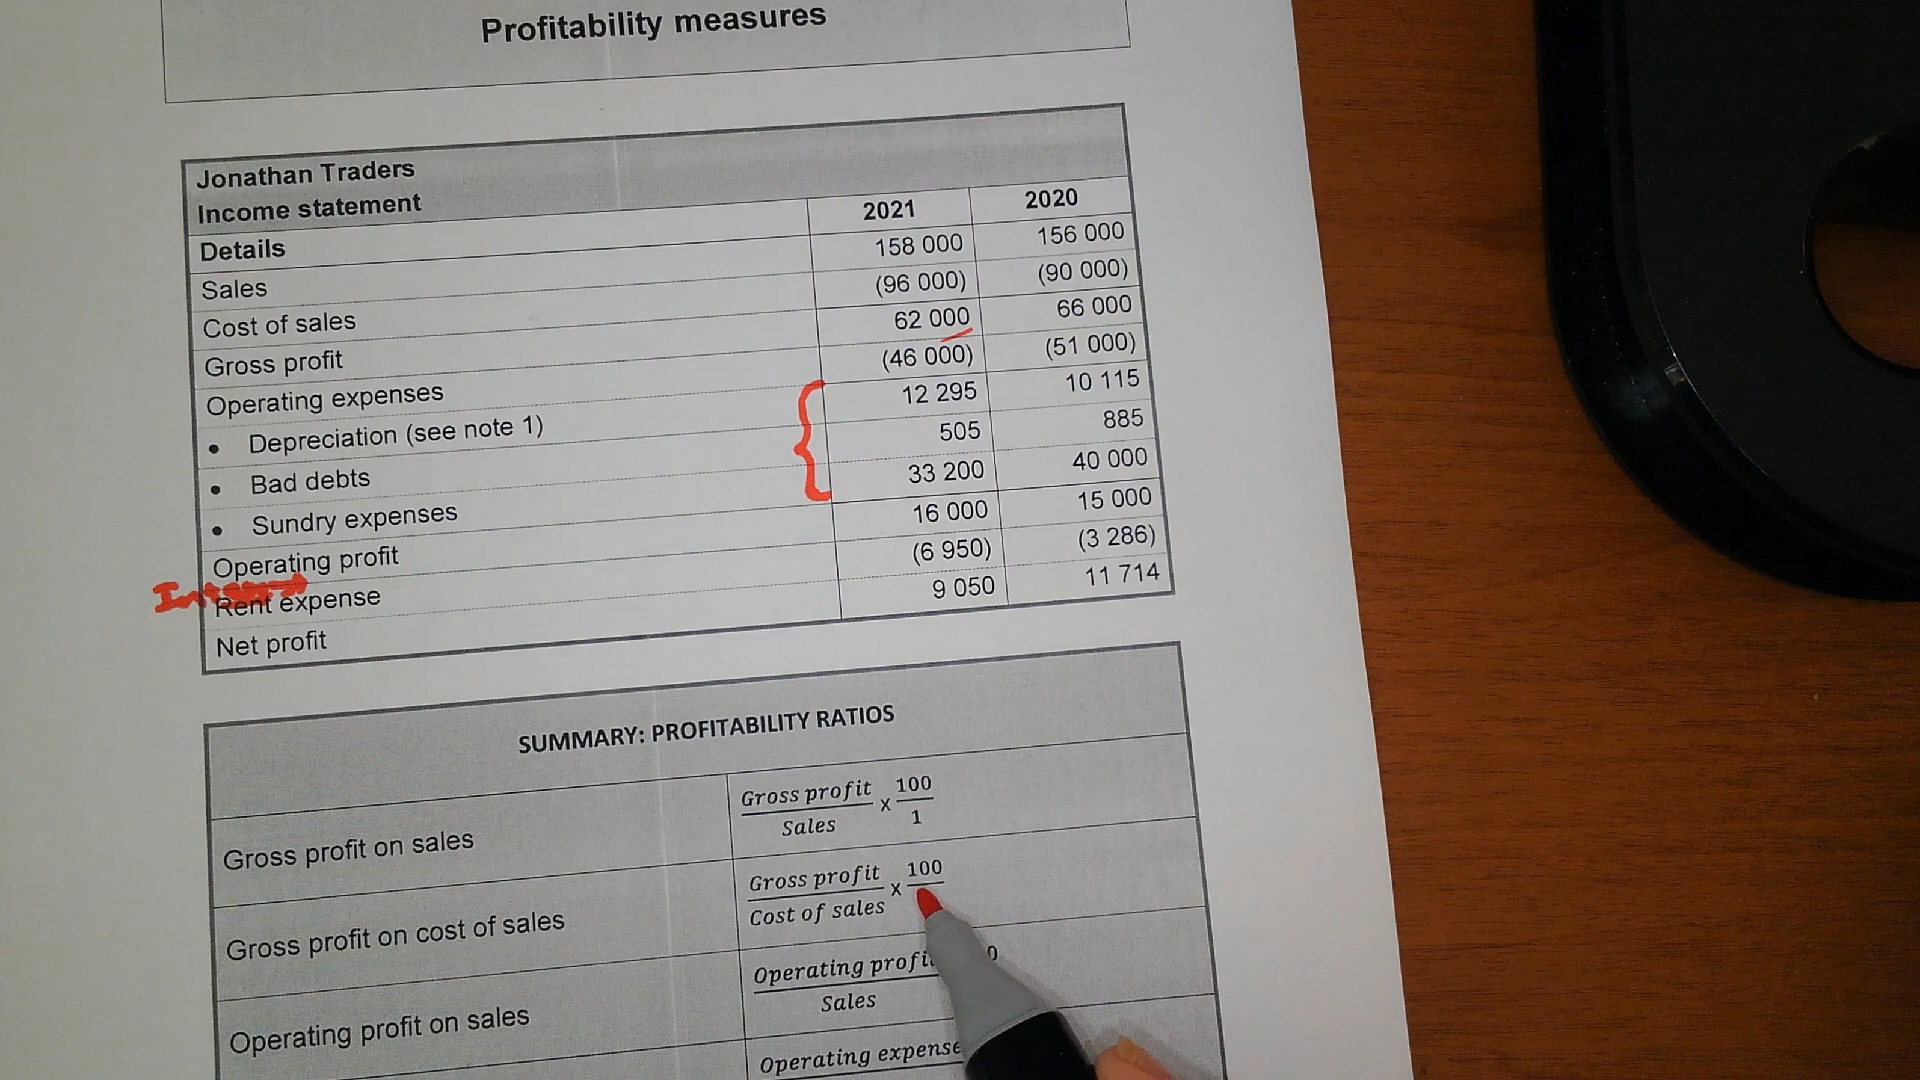 Profitability measures
Jonathan Traders
Income statement
Details 2021 2020
Sales 158 000 156 000
Cost of sales (96 000) (90 000)
Gross profit 62 000 66 000
Operating expenses (46 000) (51 000)
• Depreciation (see note 1) 12 295 10 115
• Bad debts 505 885
• Sundry expenses 33 200 40 000
Operating profit 16 000 15 000
Rent expense (6 950) (3 286)
Net profit 9 050 11 714
SUMMARY: PROFITABILITY RATIOS
Gross profit on sales
Gross profit x 100
Sales 1
Gross profit on cost of sales
Gross profit x 100
Cost of sales
Operating profit on sales
Operating
Sales
Operating